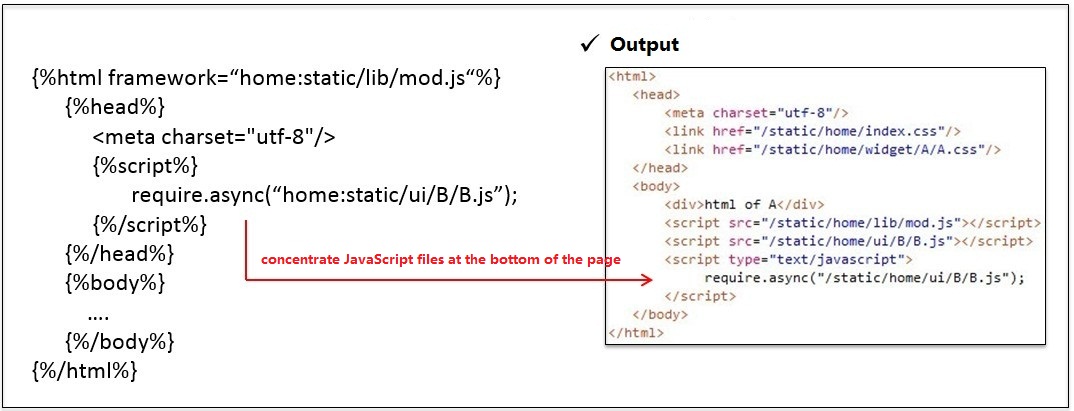 {%html framework=“home:static/lib/mod.js“%}
{%head%}
<meta charset="utf-8"/>
{%script%}
require.async(“home:static/ui/B/B.js”);
{%/script%}
{%/head%}
{%body%}
....
{%/body%}
{%/html%}
concentrate JavaScript files at the bottom of the page
✓ Output
<html>
<head>
<meta charset="utf-8"/>
<link href="/static/home/index.css"/>
<link href="/static/home/widget/A/A.css"/>
</head>
<body>
<div>html of A</div>
<script src="/static/home/lib/mod.js"></script>
<script src="/static/home/ui/B/B.js"></script>
<script type="text/javascript">
require.async("/static/home/ui/B/B.js");
</script>
</body>
</html>